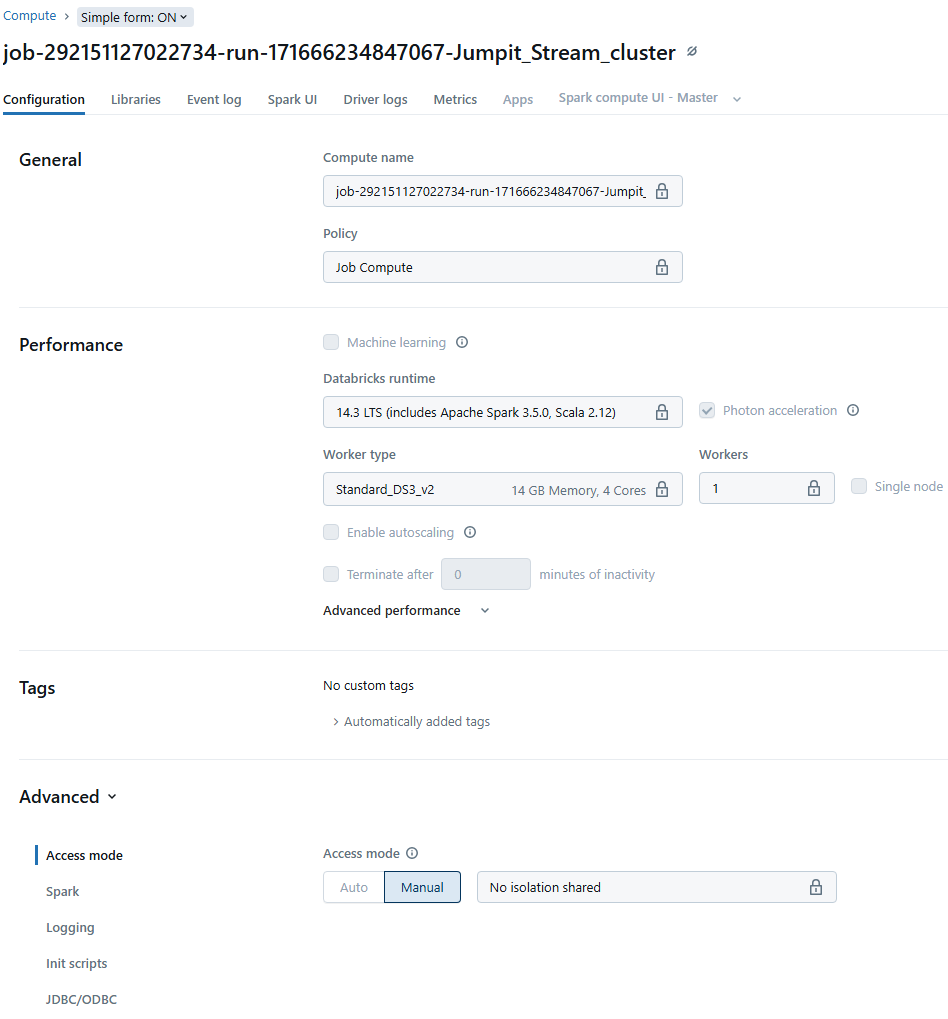 Compute > Simple form: ON
job-292151127022734-run-171666234847067-Jumpit_Stream_cluster
Configuration Libraries Event log Spark UI Driver logs Metrics Apps Spark compute UI - Master
General
Compute name
job-292151127022734-run-171666234847067-Jumpit_
Policy
Job Compute
Performance
Machine learning
Databricks runtime
14.3 LTS (includes Apache Spark 3.5.0, Scala 2.12)
Photon acceleration
Worker type
Workers
Standard_DS3_v2 14 GB Memory, 4 Cores
1
Single node
Enable autoscaling
Terminate after 0 minutes of inactivity
Advanced performance
Tags
No custom tags
> Automatically added tags
Advanced
Access mode
Spark
Logging
Init scripts
JDBC/ODBC
Access mode
Auto Manual No isolation shared